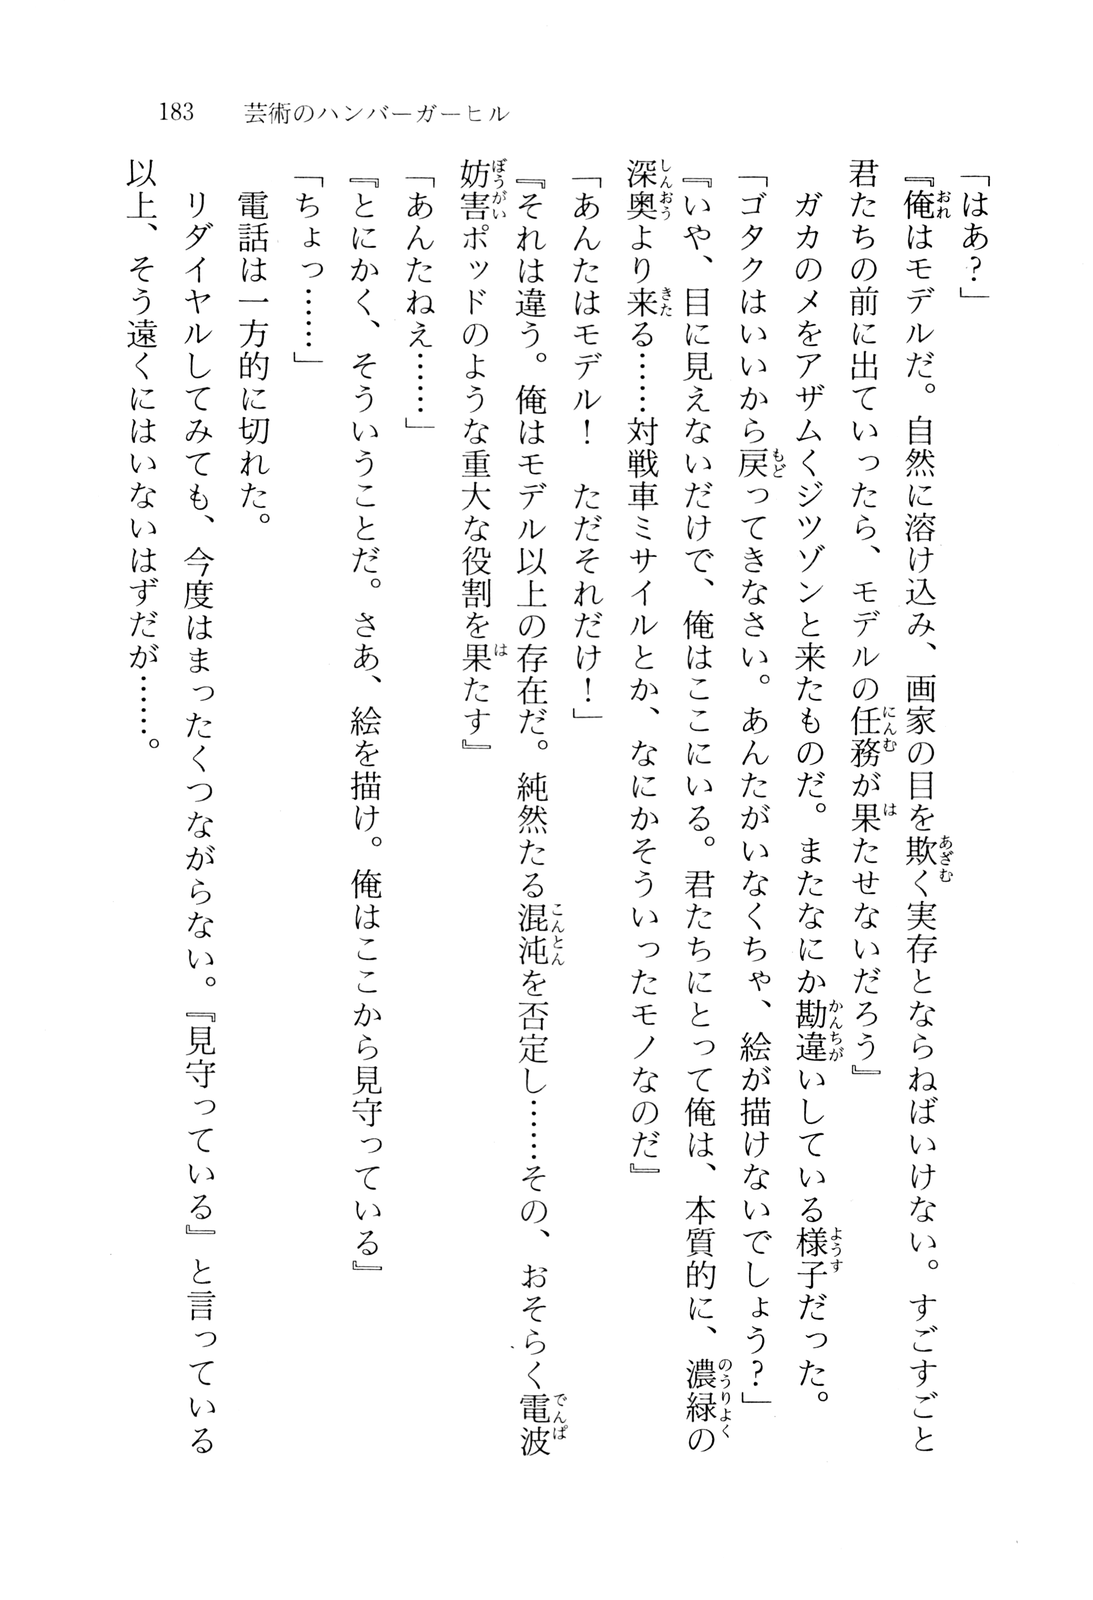 183　芸術のハンバーガーヒル
「はあ？」
『俺はモデルだ。自然に溶け込み、画家の目を欺く実存とならねばいけない。すごすごと
君たちの前に出ていったら、モデルの任務が果たせないだろう』
　ガカのメをアザムくジツゾンと来たものだ。またなにか勘違いしている様子だった。
「ゴタクはいいから戻ってきなさい。あんたがいなくちゃ、絵が描けないでしょう？」
『いや、目に見えないだけで、俺はここにいる。君たちにとって俺は、本質的に、濃緑の
深奥より来る……対戦車ミサイルとか、なにかそういったモノなのだ』
「あんたはモデル！　ただそれだけ！」
『それは違う。俺はモデル以上の存在だ。純然たる混沌を否定し……その、おそらく電波
妨害ポッドのような重大な役割を果たす』
「あんたねえ……」
『とにかく、そういうことだ。さあ、絵を描け。俺はここから見守っている』
「ちょっ……」
　電話は一方的に切れた。
　リダイヤルしてみても、今度はまったくつながらない。『見守っている』と言っている
以上、そう遠くにはいないはずだが……。